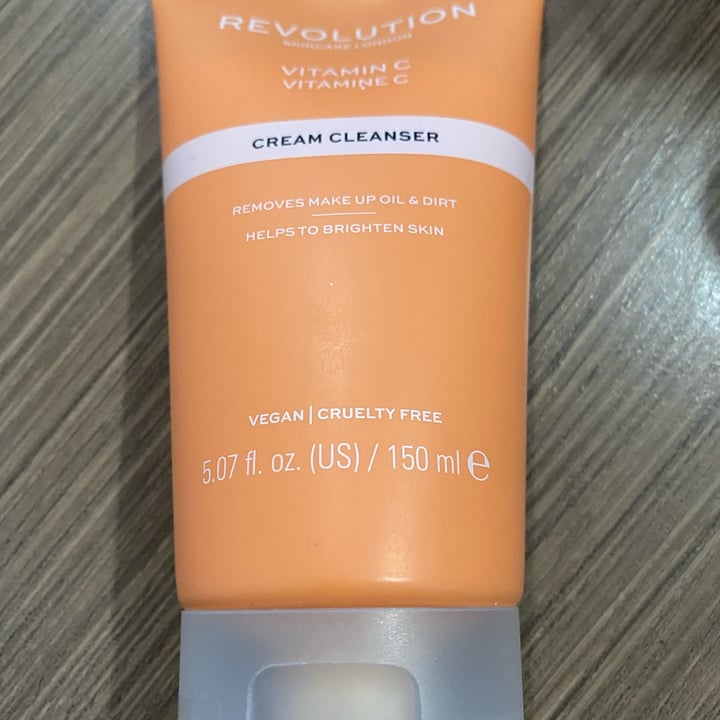 REVOLUTION
SKINCARE LONDON
VITAMIN C
VITAMINE C
CREAM CLEANSER
REMOVES MAKE UP OIL & DIRT
HELPS TO BRIGHTEN SKIN
VEGAN | CRUELTY FREE
5.07 fl. oz. (US) / 150 ml ℮